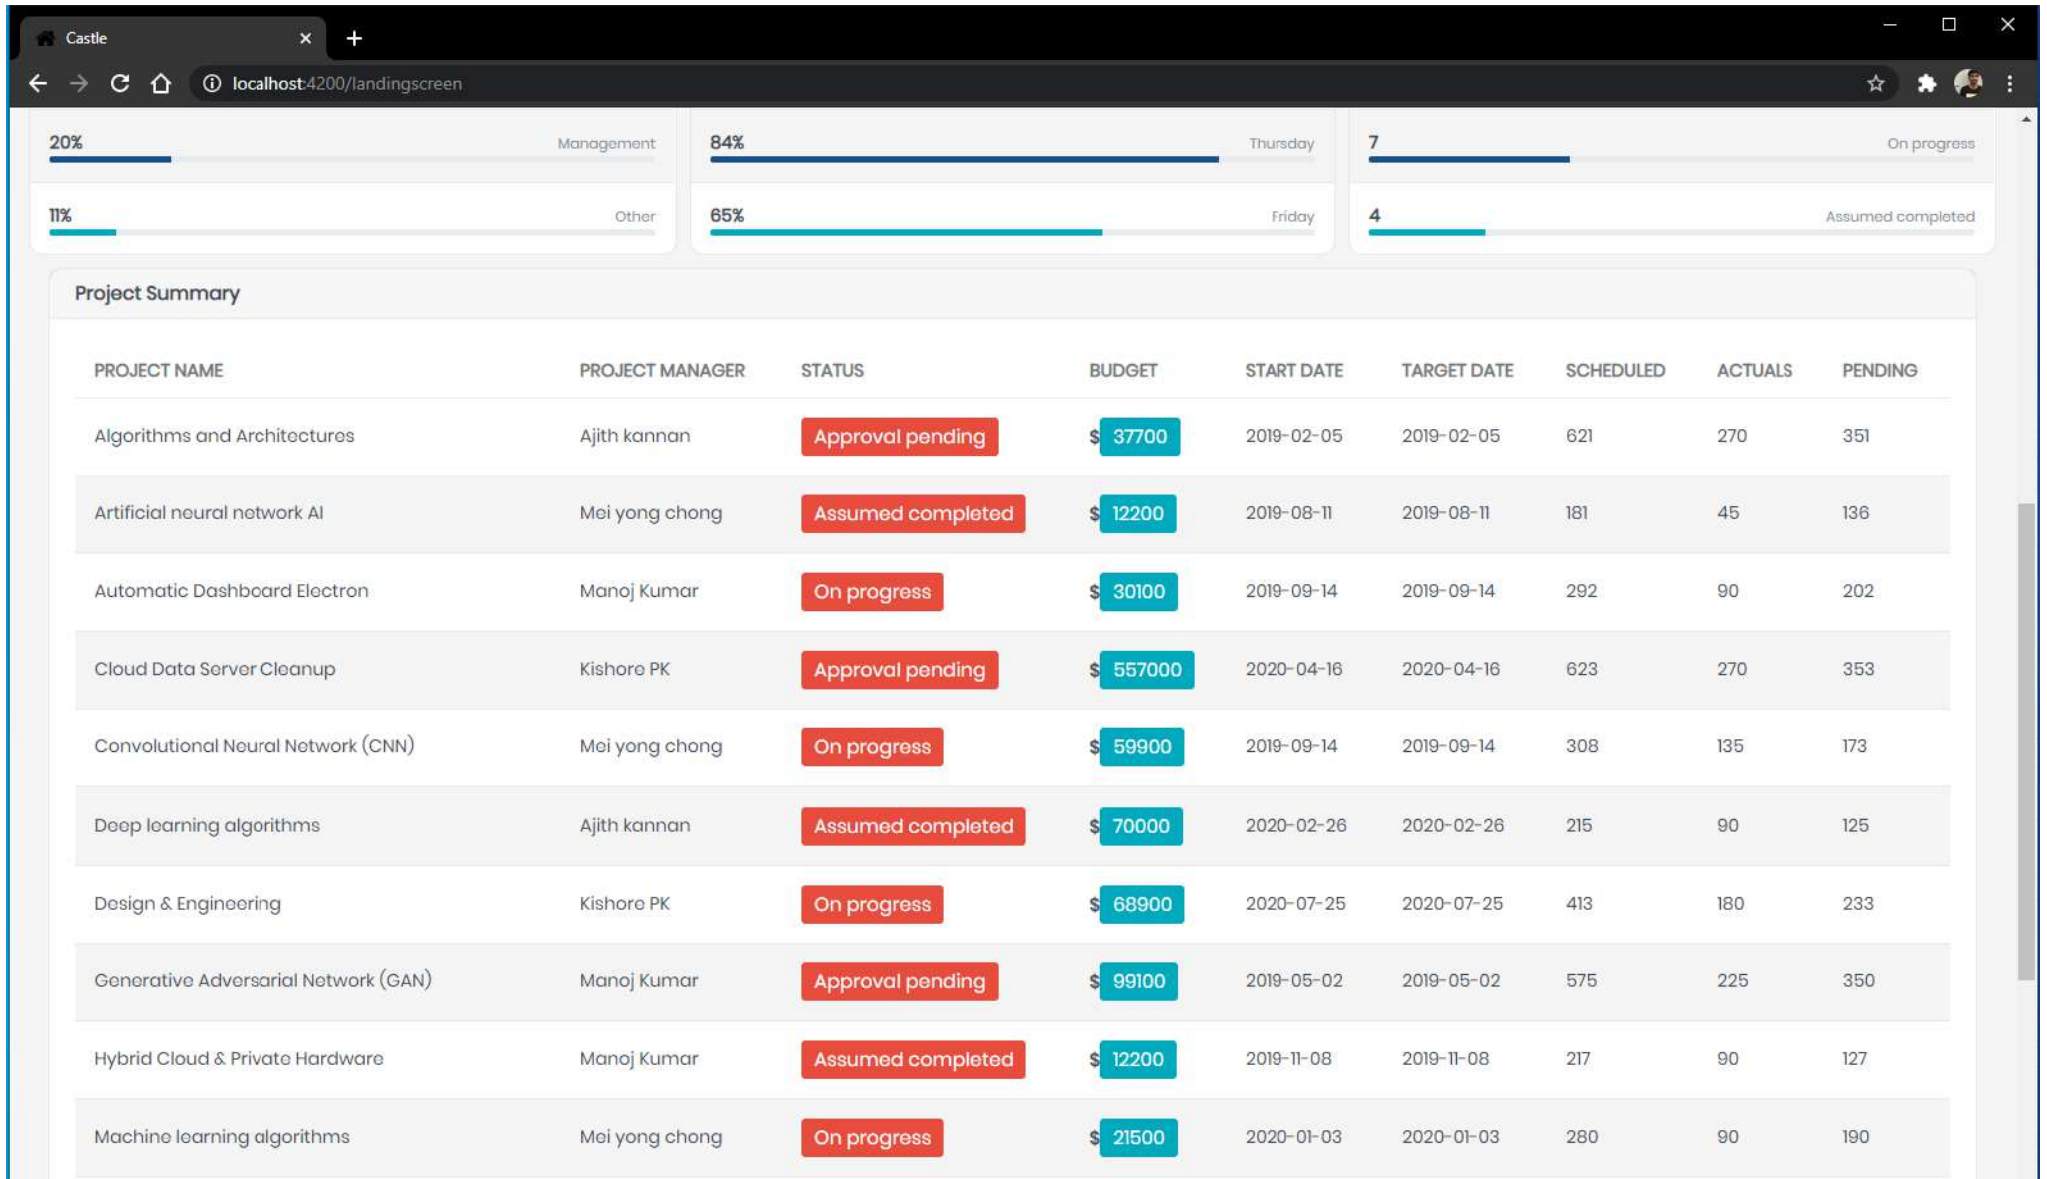 Castle
localhost:4200/landingscreen
20% Management 84% Thursday 7 On progress
11% Other 65% Friday 4 Assumed completed
Project Summary
PROJECT NAME PROJECT MANAGER STATUS BUDGET START DATE TARGET DATE SCHEDULED ACTUALS PENDING
Algorithms and Architectures Ajith kannan Approval pending $ 37700 2019-02-05 2019-02-05 621 270 351
Artificial neural network AI Mei yong chong Assumed completed $ 12200 2019-08-11 2019-08-11 181 45 136
Automatic Dashboard Electron Manoj Kumar On progress $ 30100 2019-09-14 2019-09-14 292 90 202
Cloud Data Server Cleanup Kishore PK Approval pending $ 557000 2020-04-16 2020-04-16 623 270 353
Convolutional Neural Network (CNN) Mei yong chong On progress $ 59900 2019-09-14 2019-09-14 308 135 173
Deep learning algorithms Ajith kannan Assumed completed $ 70000 2020-02-26 2020-02-26 215 90 125
Design & Engineering Kishore PK On progress $ 68900 2020-07-25 2020-07-25 413 180 233
Generative Adversarial Network (GAN) Manoj Kumar Approval pending $ 99100 2019-05-02 2019-05-02 575 225 350
Hybrid Cloud & Private Hardware Manoj Kumar Assumed completed $ 12200 2019-11-08 2019-11-08 217 90 127
Machine learning algorithms Mei yong chong On progress $ 21500 2020-01-03 2020-01-03 280 90 190